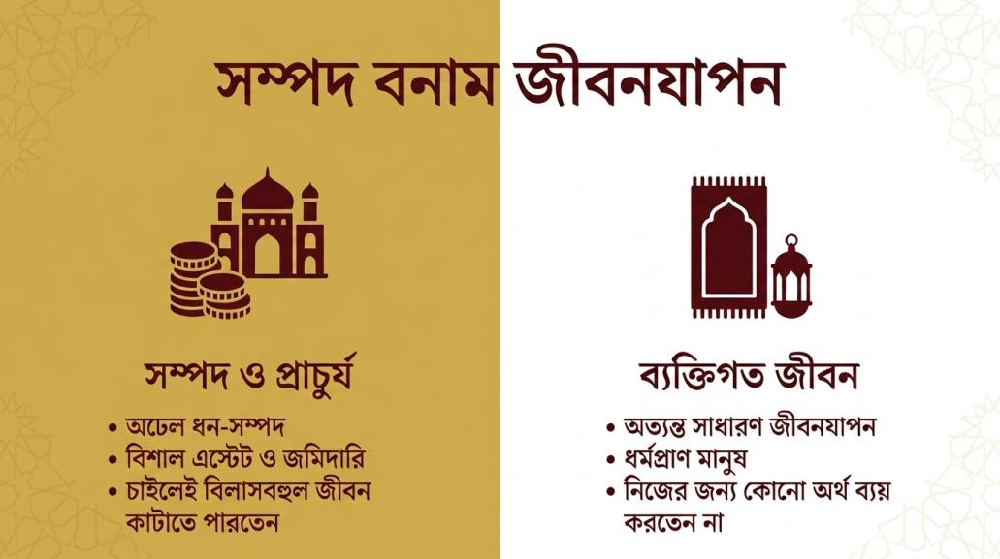 সম্পদ বনাম জীবনযাপন
সম্পদ ও প্রাচুর্য
• অঢেল ধন-সম্পদ
• বিশাল এস্টেট ও জমিদারি
• চাইলেই বিলাসবহুল জীবন
কাটাতে পারতেন
ব্যক্তিগত জীবন
• অত্যন্ত সাধারণ জীবনযাপন
• ধর্মপ্রাণ মানুষ
• নিজের জন্য কোনো অর্থ ব্যয়
করতেন না